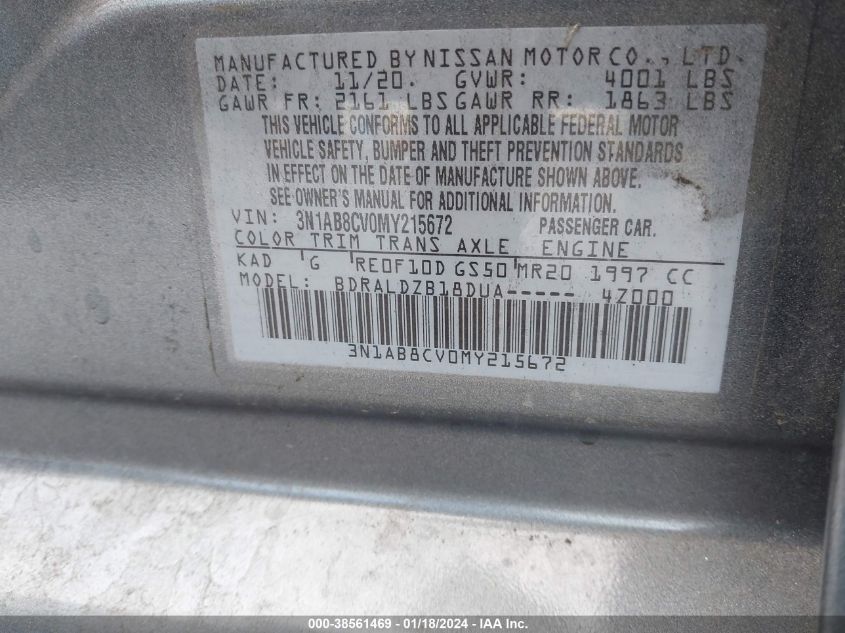 MANUFACTURED BY NISSAN MOTOR CO., LTD.
DATE: 11/20. GVWR: 4001 LBS
GAWR FR: 2161 LBS GAWR RR: 1863 LBS
THIS VEHICLE CONFORMS TO ALL APPLICABLE FEDERAL MOTOR
VEHICLE SAFETY, BUMPER AND THEFT PREVENTION STANDARDS
IN EFFECT ON THE DATE OF MANUFACTURE SHOWN ABOVE.
SEE OWNER'S MANUAL FOR ADDITIONAL INFORMATION.
VIN: 3N1AB8CV0MY215672 PASSENGER CAR.
COLOR TRIM TRANS AXLE ENGINE
KAD G RE0F10D GS50 MR20 1997 CC
MODEL: BDRALDZB18DUA----- 4Z000
3N1AB8CV0MY215672
000-38561469 - 01/18/2024 - IAA Inc.